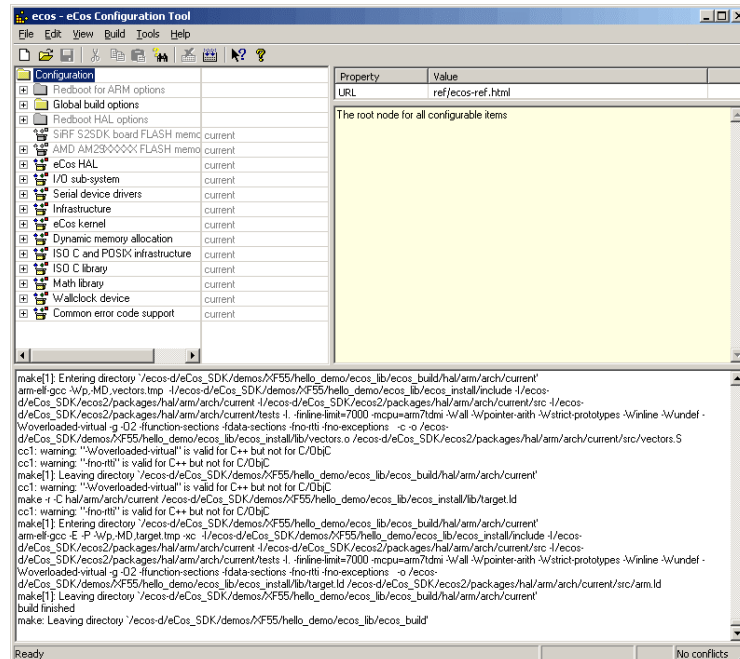 ecos - eCos Configuration Tool
File Edit View Build Tools Help
Configuration
Redboot for ARM options
Global build options
Redboot HAL options
SiRF S2SDK board FLASH memo current
AMD AM29XXXXX FLASH memo current
eCos HAL current
I/O sub-system current
Serial device drivers current
Infrastructure current
eCos kernel current
Dynamic memory allocation current
ISO C and POSIX infrastructure current
ISO C library current
Math library current
Wallclock device current
Common error code support current
Property Value
URL ref/ecos-ref.html
The root node for all configurable items
make[1]: Entering directory `/ecos-d/eCos_SDK/demos/XF55/hello_demo/ecos_lib/ecos_build/hal/arm/arch/current'
arm-elf-gcc -Wp,-MD,vectors.tmp -I/ecos-d/eCos_SDK/demos/XF55/hello_demo/ecos_lib/ecos_install/include -I/ecos-
d/eCos_SDK/ecos2/packages/hal/arm/arch/current -I/ecos-d/eCos_SDK/ecos2/packages/hal/arm/arch/current/src -I/ecos-
d/eCos_SDK/ecos2/packages/hal/arm/arch/current/tests -I. -finline-limit=7000 -mcpu=arm7tdmi -Wall -Wpointer-arith -Wstrict-prototypes -Winline -Wundef -
Woverloaded-virtual -g -O2 -ffunction-sections -fdata-sections -fno-rtti -fno-exceptions -c -o /ecos-
d/eCos_SDK/demos/XF55/hello_demo/ecos_lib/ecos_install/lib/vectors.o /ecos-d/eCos_SDK/ecos2/packages/hal/arm/arch/current/src/vectors.S
cc1: warning: "-Woverloaded-virtual" is valid for C++ but not for C/ObjC
cc1: warning: "-fno-rtti" is valid for C++ but not for C/ObjC
make[1]: Leaving directory `/ecos-d/eCos_SDK/demos/XF55/hello_demo/ecos_lib/ecos_build/hal/arm/arch/current'
cc1: warning: "-Woverloaded-virtual" is valid for C++ but not for C/ObjC
make -r -C hal/arm/arch/current /ecos-d/eCos_SDK/demos/XF55/hello_demo/ecos_lib/ecos_install/lib/target.ld
cc1: warning: "-fno-rtti" is valid for C++ but not for C/ObjC
make[1]: Entering directory `/ecos-d/eCos_SDK/demos/XF55/hello_demo/ecos_lib/ecos_build/hal/arm/arch/current'
arm-elf-gcc -E -P -Wp,-MD,target.tmp -xc -I/ecos-d/eCos_SDK/demos/XF55/hello_demo/ecos_lib/ecos_install/include -I/ecos-
d/eCos_SDK/ecos2/packages/hal/arm/arch/current -I/ecos-d/eCos_SDK/ecos2/packages/hal/arm/arch/current/src -I/ecos-
d/eCos_SDK/ecos2/packages/hal/arm/arch/current/tests -I. -finline-limit=7000 -mcpu=arm7tdmi -Wall -Wpointer-arith -Wstrict-prototypes -Winline -Wundef -
Woverloaded-virtual -g -O2 -ffunction-sections -fdata-sections -fno-rtti -fno-exceptions -o /ecos-
d/eCos_SDK/demos/XF55/hello_demo/ecos_lib/ecos_install/lib/target.ld /ecos-d/eCos_SDK/ecos2/packages/hal/arm/arch/current/src/arm.ld
make[1]: Leaving directory `/ecos-d/eCos_SDK/demos/XF55/hello_demo/ecos_lib/ecos_build/hal/arm/arch/current'
build finished
make: Leaving directory `/ecos-d/eCos_SDK/demos/XF55/hello_demo/ecos_lib/ecos_build'
Ready No conflicts